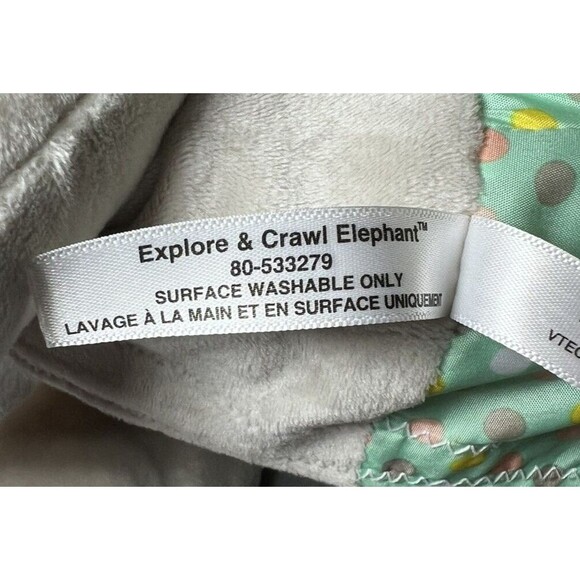 Explore & Crawl Elephant™
80-533279
SURFACE WASHABLE ONLY
LAVAGE À LA MAIN ET EN SURFACE UNIQUEMENT